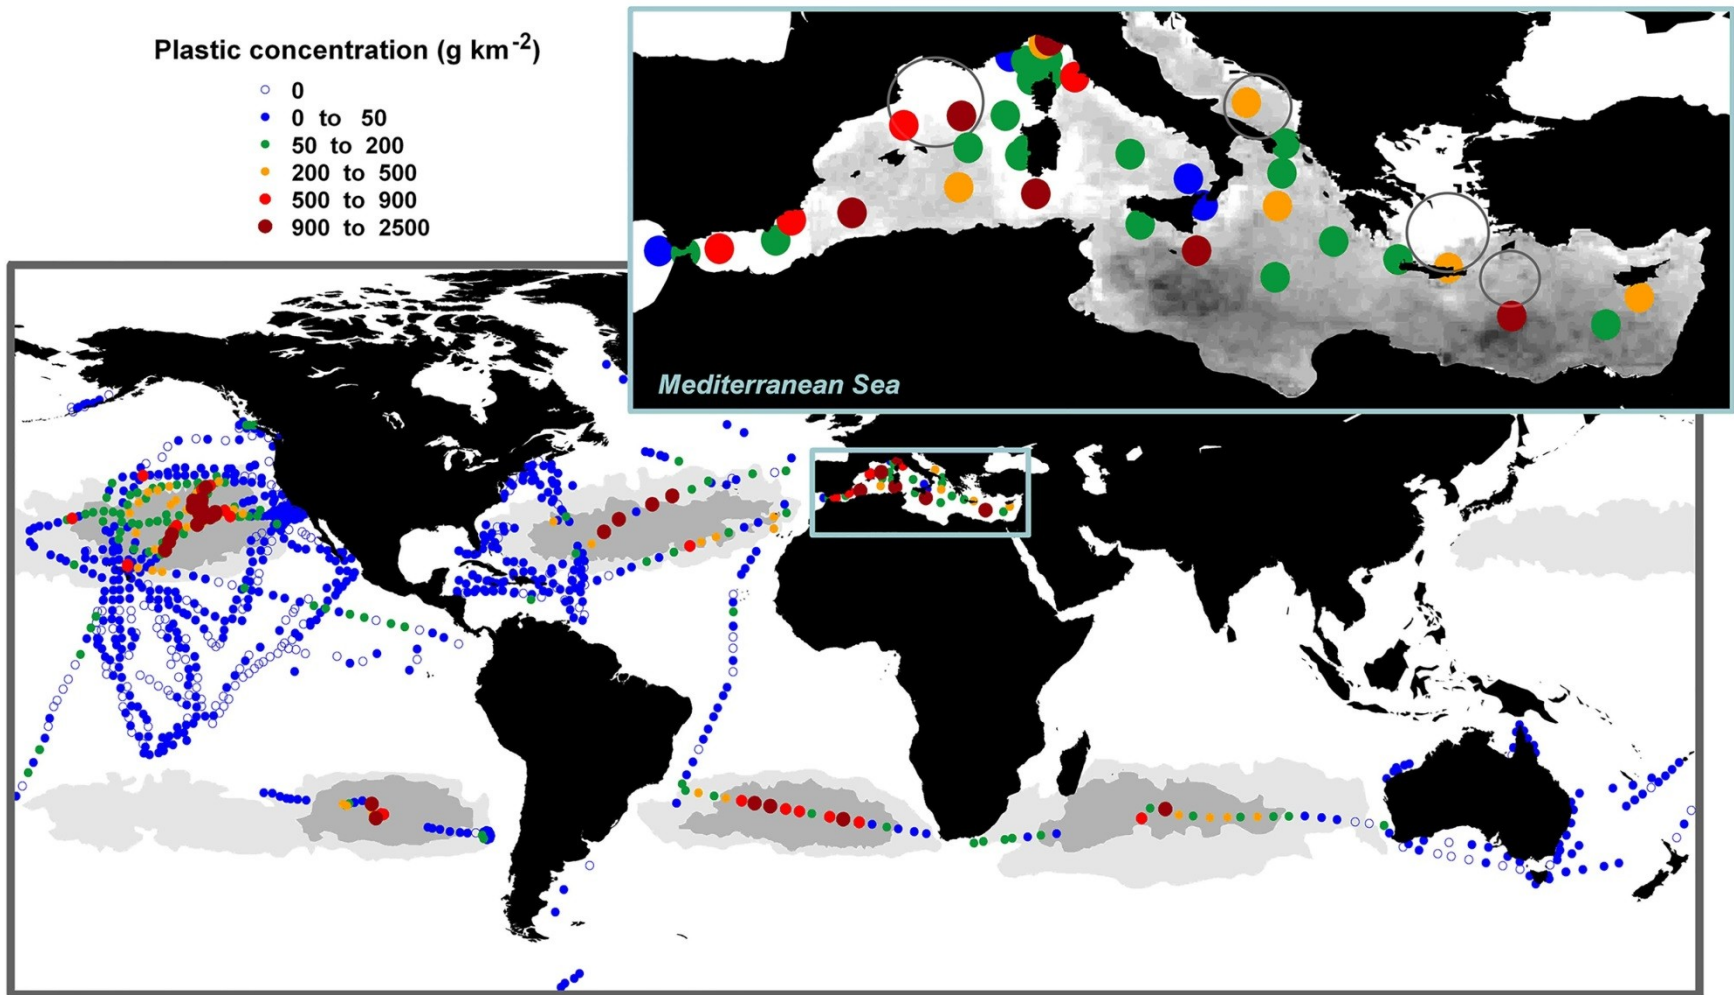 Plastic concentration (g km-2)
0
0 to 50
50 to 200
200 to 500
500 to 900
900 to 2500
Mediterranean Sea